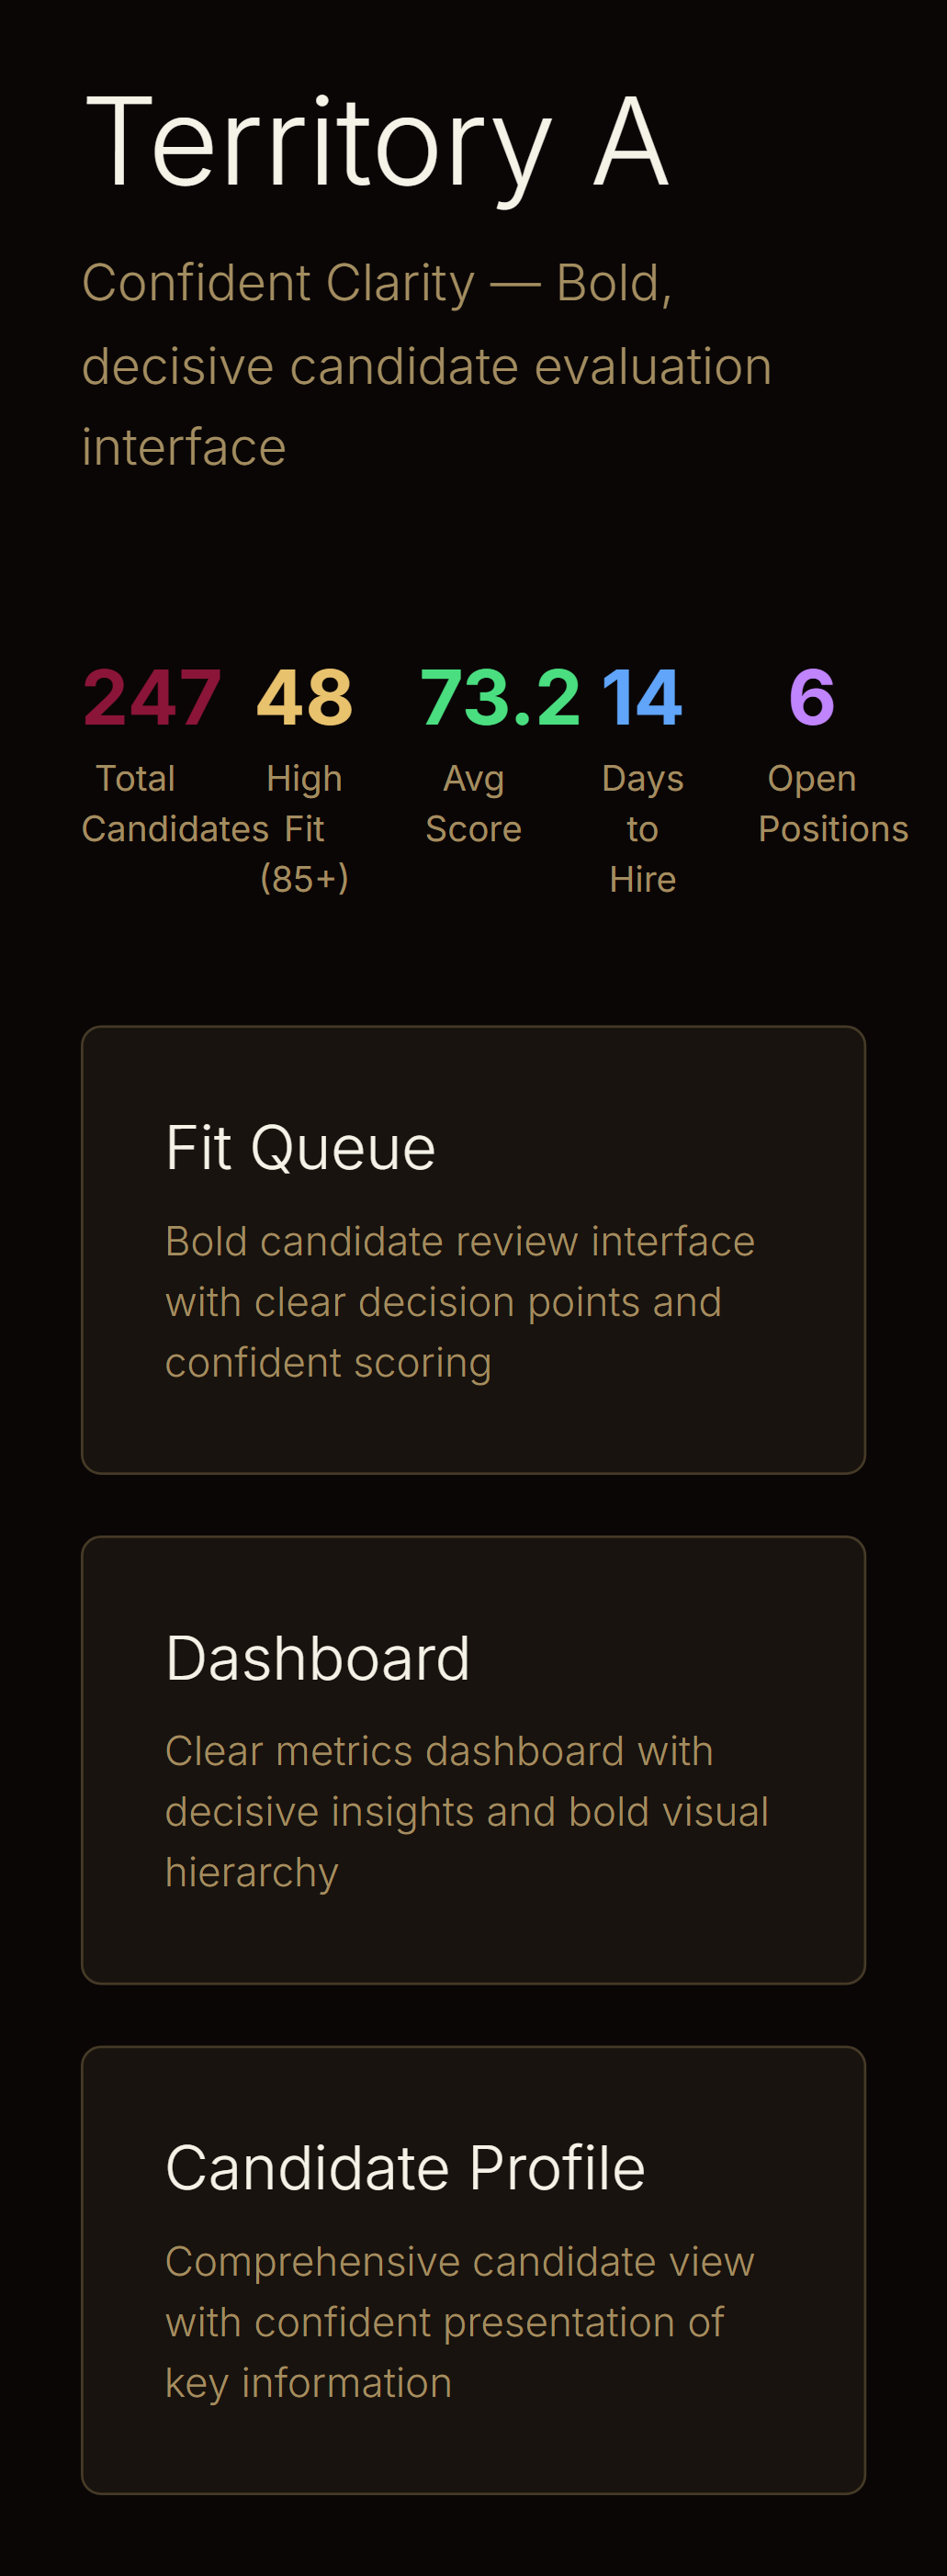 Territory A
Confident Clarity — Bold,
decisive candidate evaluation
interface
247
Total
Candidates
48
High
Fit
(85+)
73.2
Avg
Score
14
Days
to
Hire
6
Open
Positions
Fit Queue
Bold candidate review interface
with clear decision points and
confident scoring
Dashboard
Clear metrics dashboard with
decisive insights and bold visual
hierarchy
Candidate Profile
Comprehensive candidate view
with confident presentation of
key information